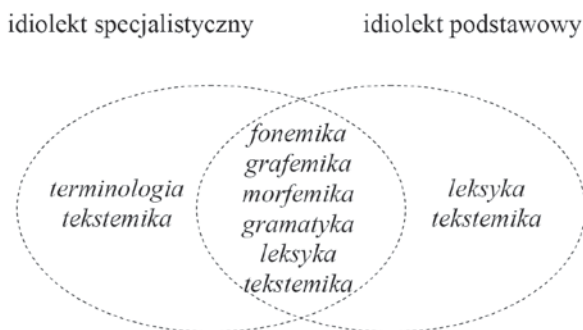 idiolekt specjalistyczny
idiolekt podstawowy
terminologia
tekstemika
fonemika
grafemika
morfemika
gramatyka
leksyka
tekstemika
leksyka
tekstemika